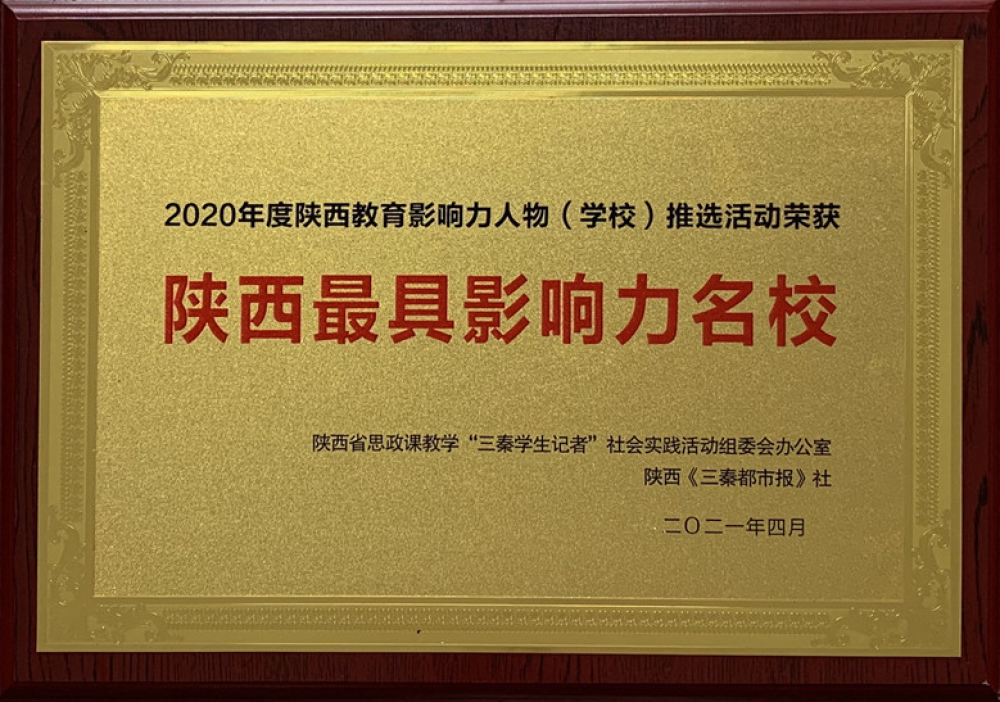 2020年度陕西教育影响力人物（学校）推选活动荣获
陕西最具影响力名校
陕西省思政课教学“三秦学生记者”社会实践活动组委会办公室
陕西《三秦都市报》社
二〇二一年四月